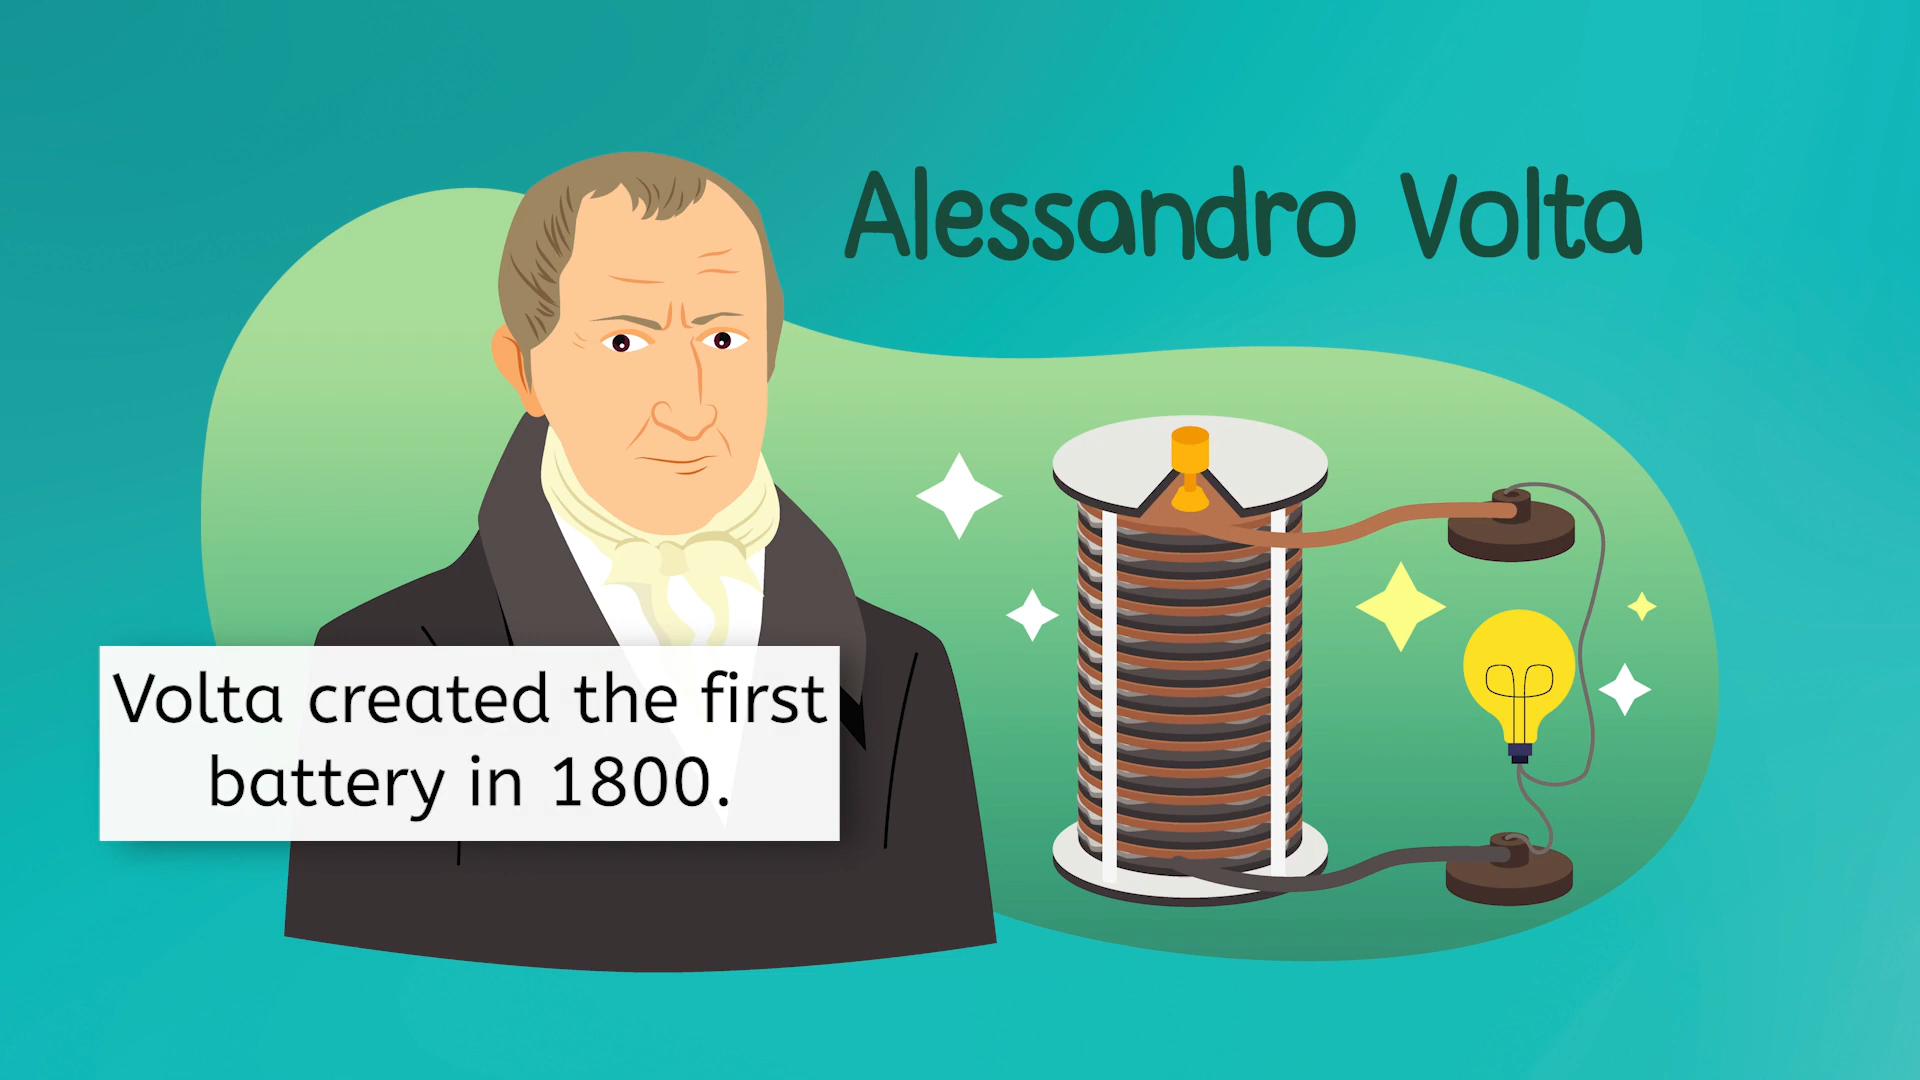 Alessandro Volta
Volta created the first
battery in 1800.